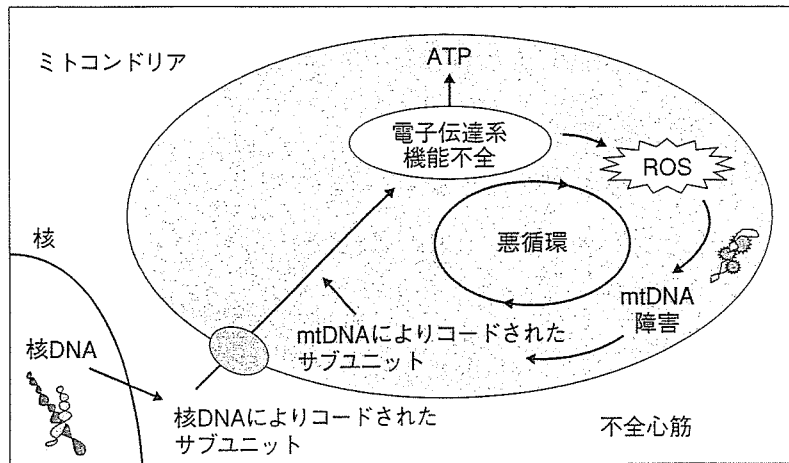 ミトコンドリア
ATP
電子伝達系
機能不全
ROS
核
悪循環
mtDNA
障害
mtDNAによりコードされた
サブユニット
核DNA
核DNAによりコードされた
サブユニット
不全心筋